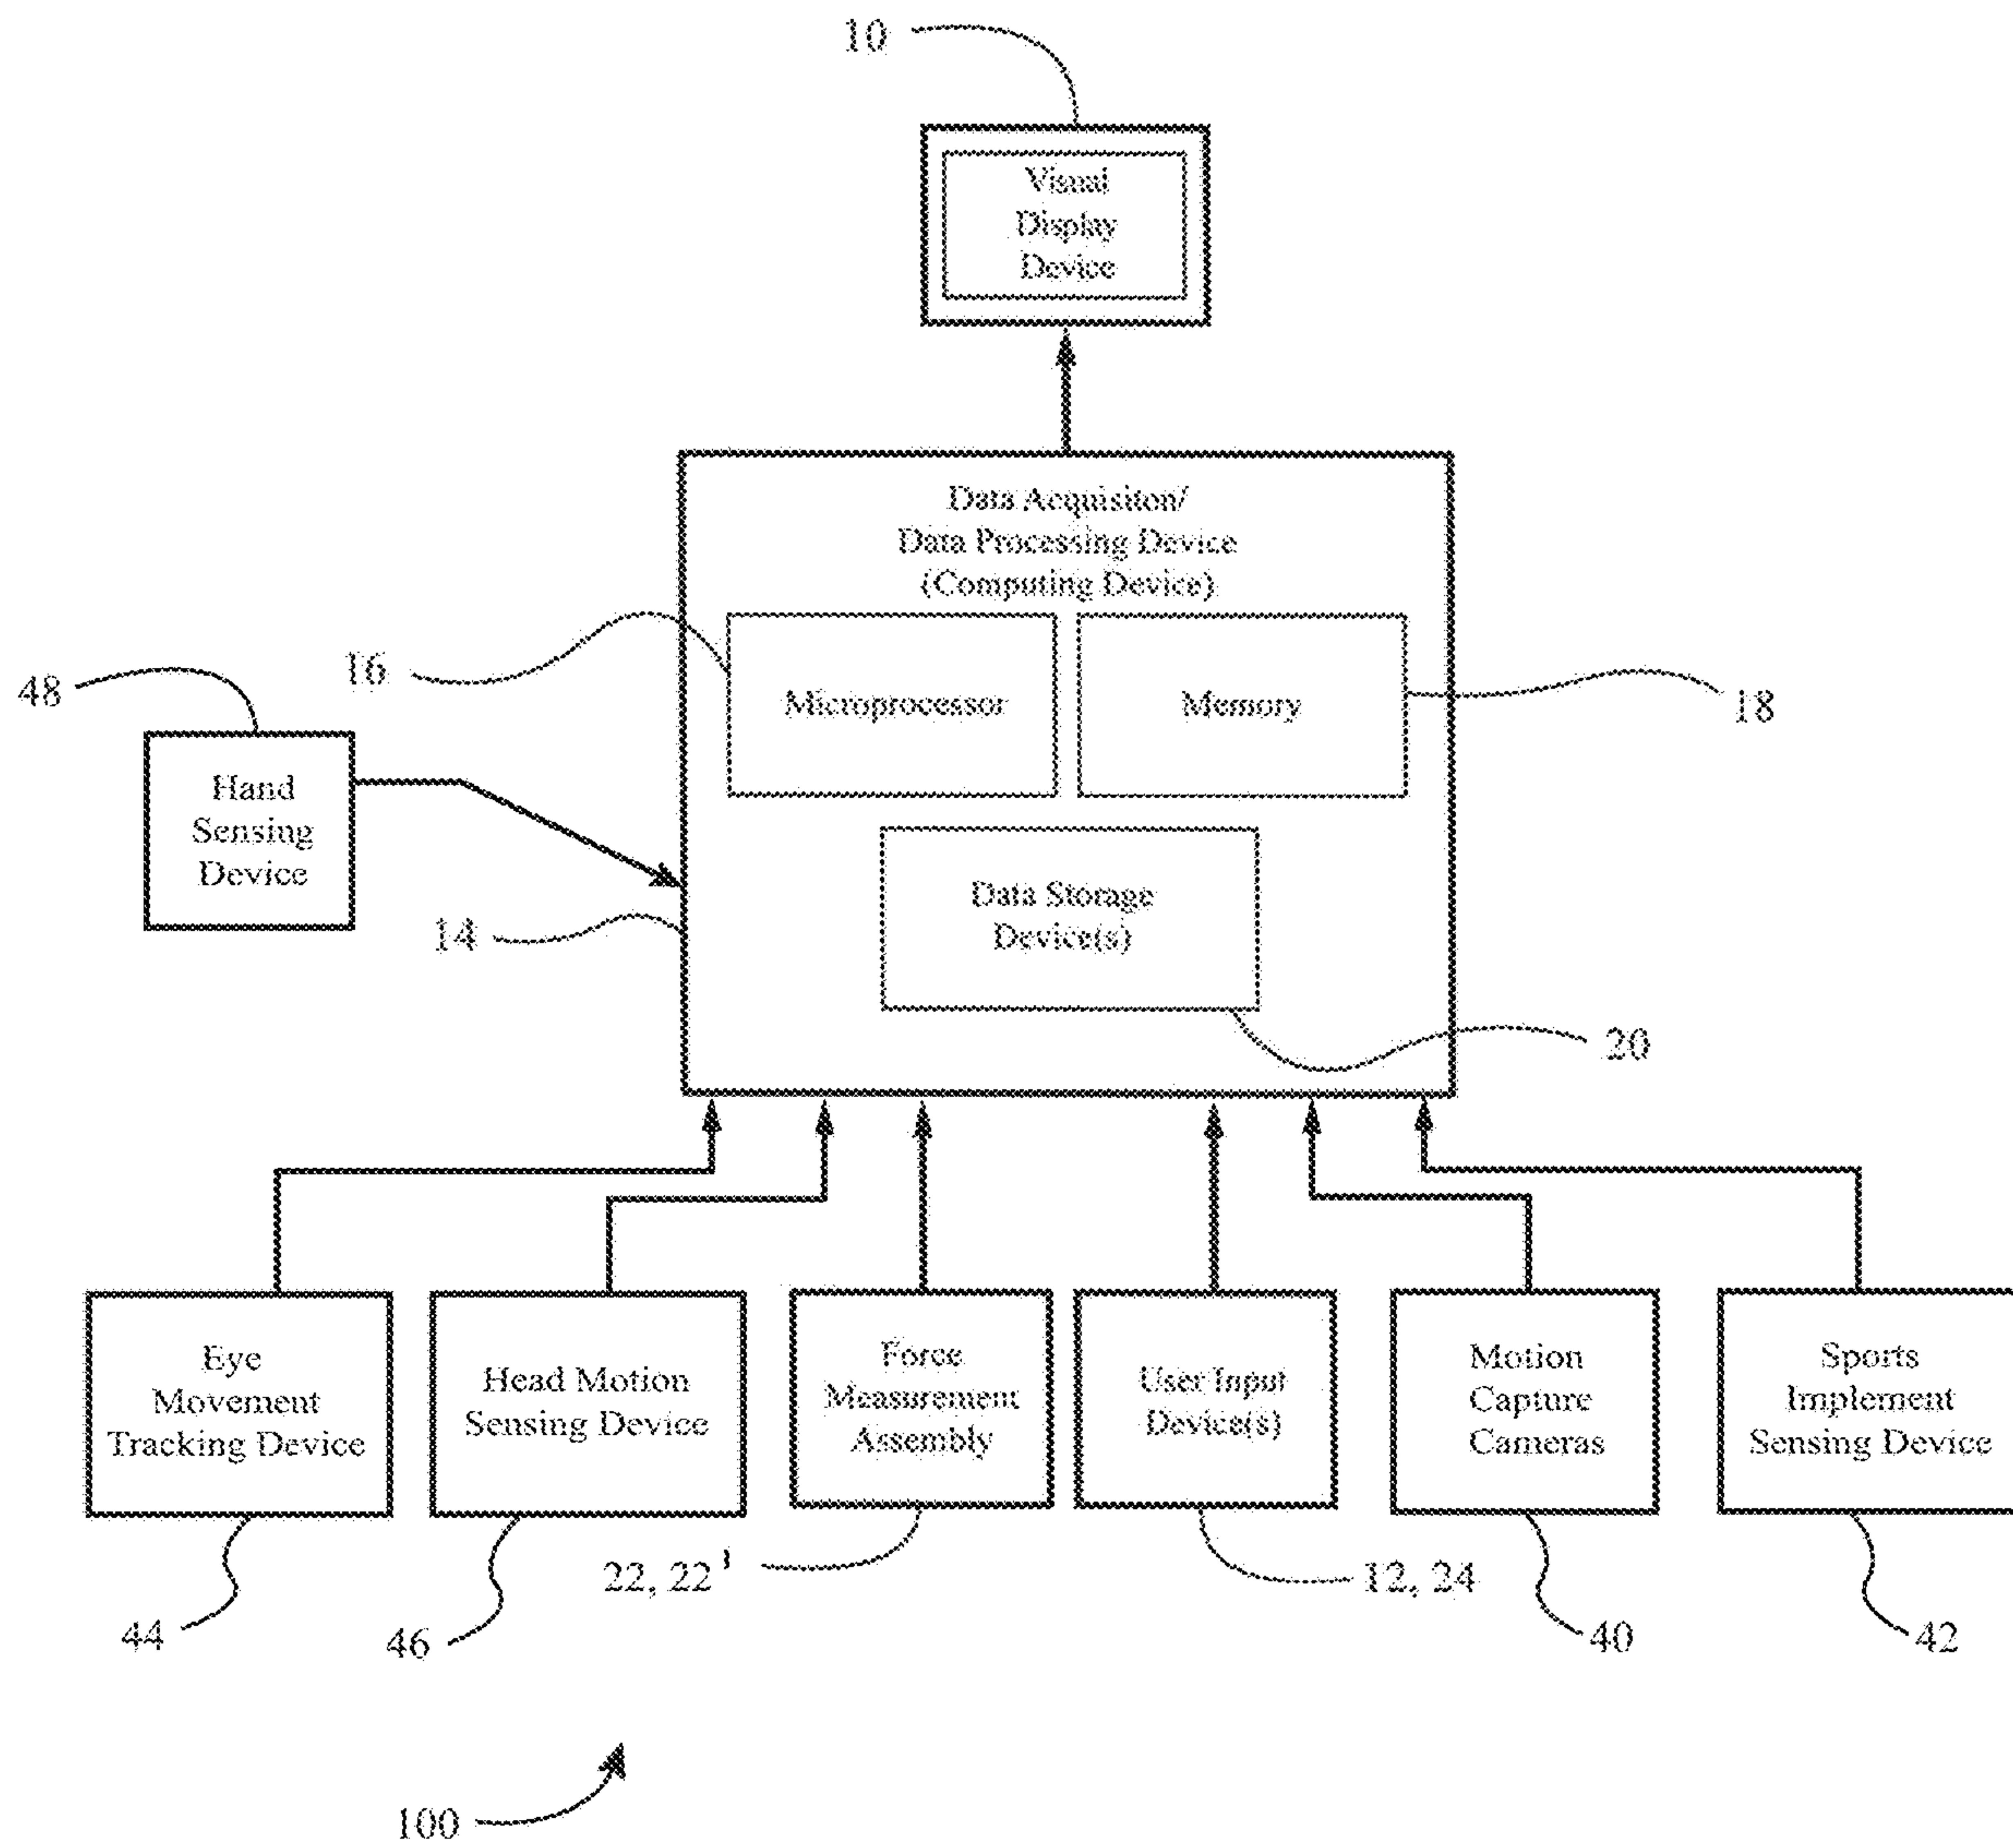 10
Visual
Display
Device
Data Acquisiton/
Data Processing Device
(Computing Device)
16
Microprocessor
Memory
18
48
Hand
Sensing
Device
14
Data Storage
Device(s)
20
Eye
Movement
Tracking Device
Head Motion
Sensing Device
Force
Measurement
Assembly
User Input
Device(s)
Motion
Capture
Cameras
Sports
Implement
Sensing Device
44
46
22, 22'
12, 24
40
42
100